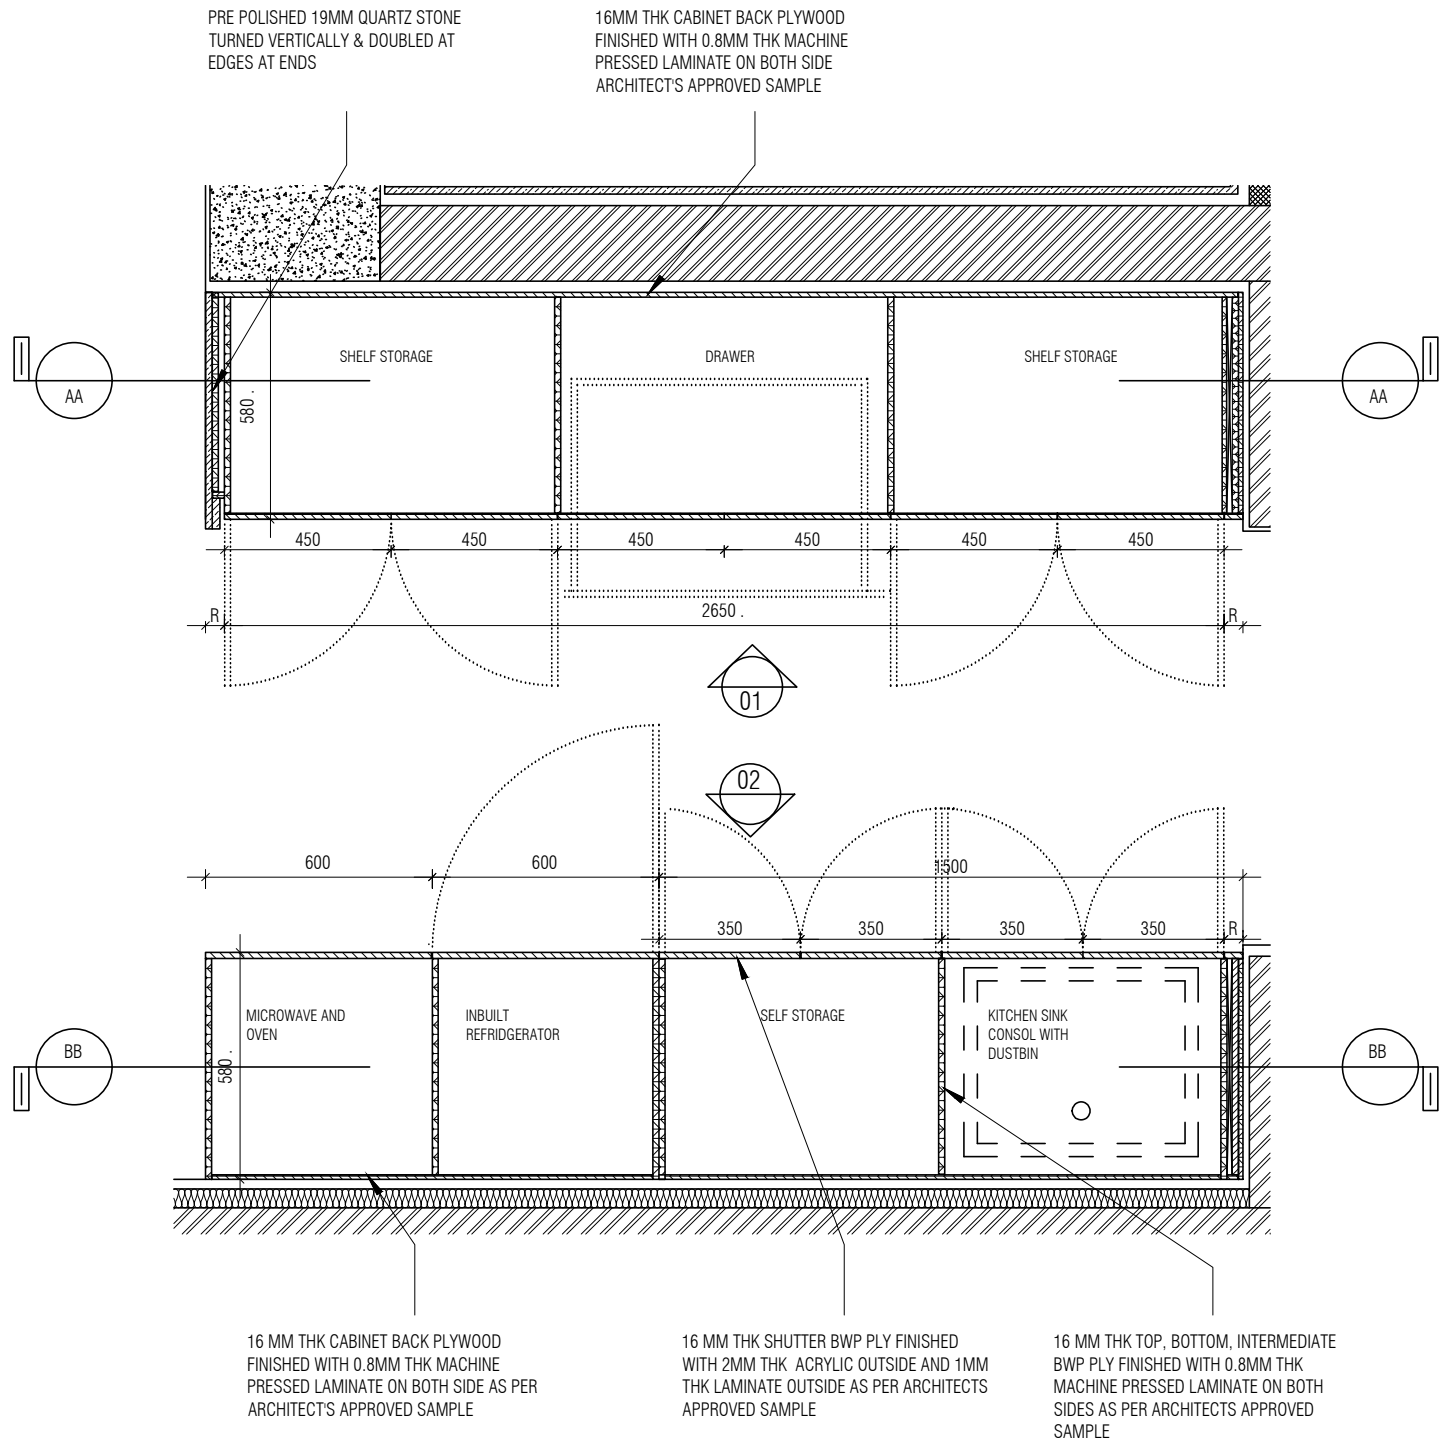 PRE POLISHED 19MM QUARTZ STONE
TURNED VERTICALLY & DOUBLED AT
EDGES AT ENDS
16MM THK CABINET BACK PLYWOOD
FINISHED WITH 0.8MM THK MACHINE
PRESSED LAMINATE ON BOTH SIDE
ARCHITECT'S APPROVED SAMPLE
SHELF STORAGE
DRAWER
SHELF STORAGE
AA
AA
580 .
450
450
450
450
450
450
R
2650 .
R
01
02
600
600
1500
350
350
350
350
R
MICROWAVE AND
OVEN
INBUILT
REFRIDGERATOR
SELF STORAGE
KITCHEN SINK
CONSOL WITH
DUSTBIN
BB
BB
580 .
16 MM THK CABINET BACK PLYWOOD
FINISHED WITH 0.8MM THK MACHINE
PRESSED LAMINATE ON BOTH SIDE AS PER
ARCHITECT'S APPROVED SAMPLE
16 MM THK SHUTTER BWP PLY FINISHED
WITH 2MM THK ACRYLIC OUTSIDE AND 1MM
THK LAMINATE OUTSIDE AS PER ARCHITECTS
APPROVED SAMPLE
16 MM THK TOP, BOTTOM, INTERMEDIATE
BWP PLY FINISHED WITH 0.8MM THK
MACHINE PRESSED LAMINATE ON BOTH
SIDES AS PER ARCHITECTS APPROVED
SAMPLE